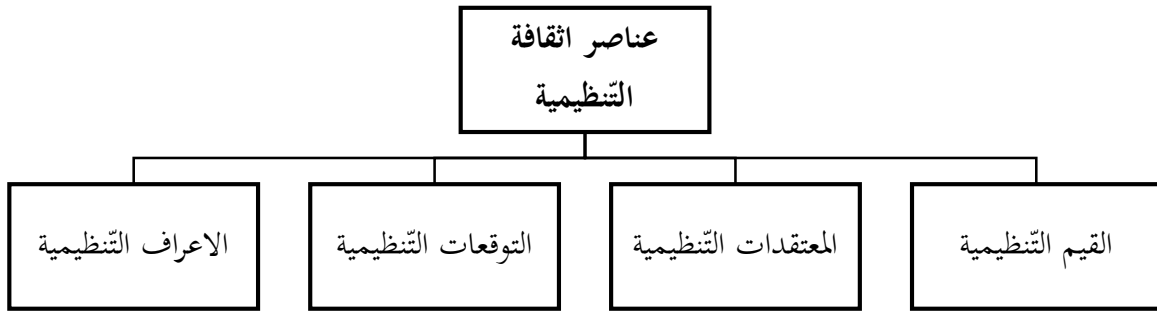 عناصر اثقافة
التّنظيمية
القيم التّنظيمية
المعتقدات التّنظيمية
التوقعات التّنظيمية
الاعراف التّنظيمية